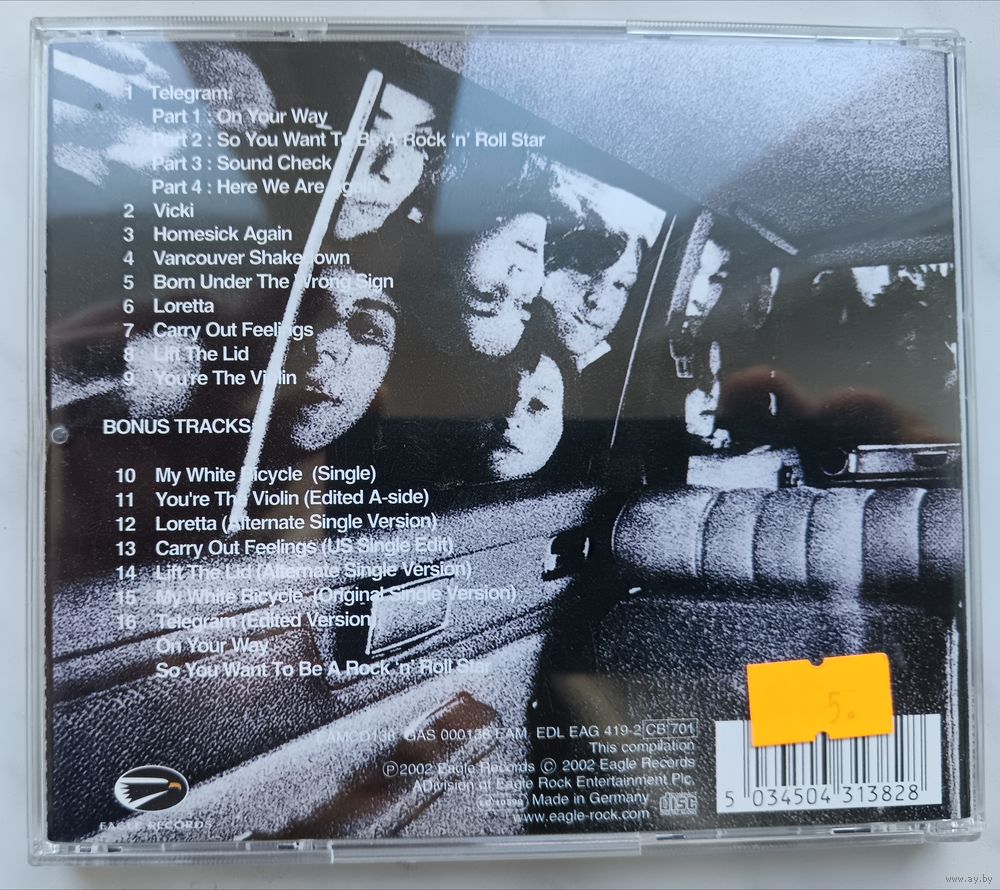 1 Telegram:
Part 1 : On Your Way
Part 2 : So You Want To Be A Rock 'n' Roll Star
Part 3 : Sound Check
Part 4 : Here We Are Again
2 Vicki
3 Homesick Again
4 Vancouver Shakedown
5 Born Under The Wrong Sign
6 Loretta
7 Carry Out Feelings
8 Lift The Lid
9 You're The Violin
BONUS TRACKS:
10 My White Bicycle (Single)
11 You're The Violin (Edited A-side)
12 Loretta (Alternate Single Version)
13 Carry Out Feelings (US Single Edit)
14 Lift The Lid (Alternate Single Version)
15 My White Bicycle (Original Single Version)
16 Telegram (Edited Version)
On Your Way
So You Want To Be A Rock 'n' Roll Star
5.
EAMCD138 GAS 000138 EAM EDL EAG 419-2 CB 701
This compilation
Ⓟ 2002 Eagle Records © 2002 Eagle Records
A Division of Eagle Rock Entertainment Plc.
Made in Germany
disc
www.eagle-rock.com
EAGLE RECORDS
5 034504 313828
www.ay.by